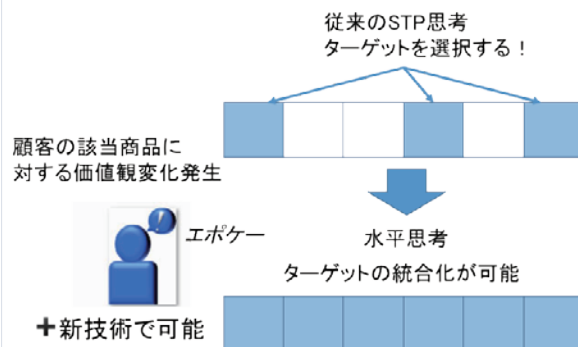 従来のSTP思考
ターゲットを選択する！
顧客の該当商品に
対する価値観変化発生
エポケー
水平思考
ターゲットの統合化が可能
+新技術で可能